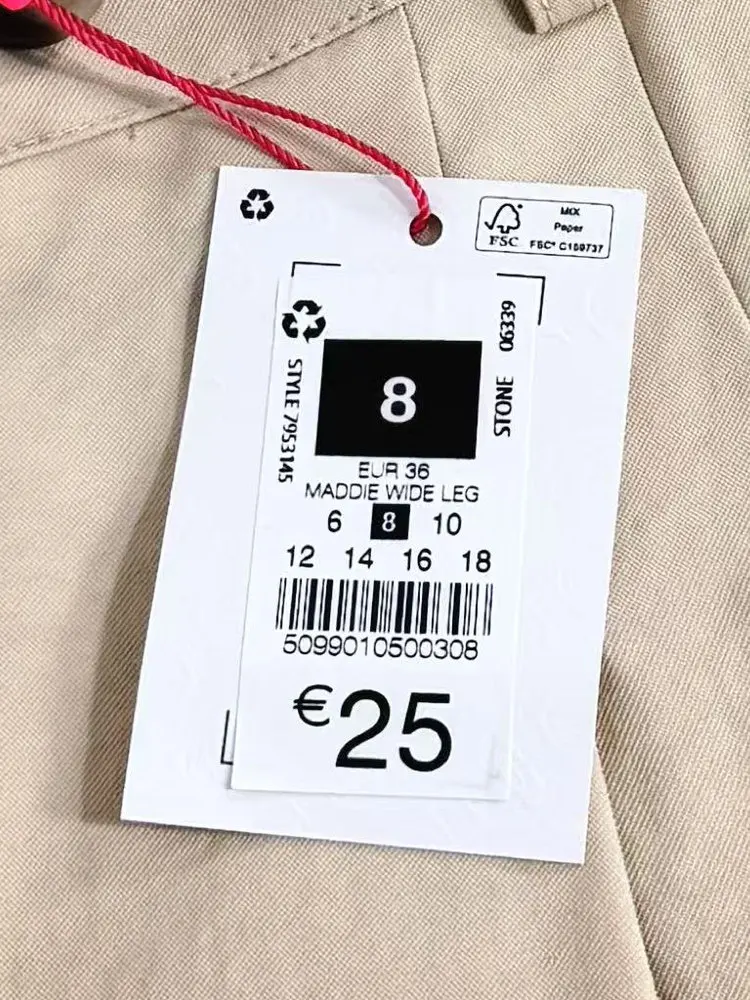 FSC
MIX
Paper
FSC® C159737
06339
STONE
STYLE 7953145
8
EUR 36
MADDIE WIDE LEG
6 8 10
12 14 16 18
5099010500308
€25